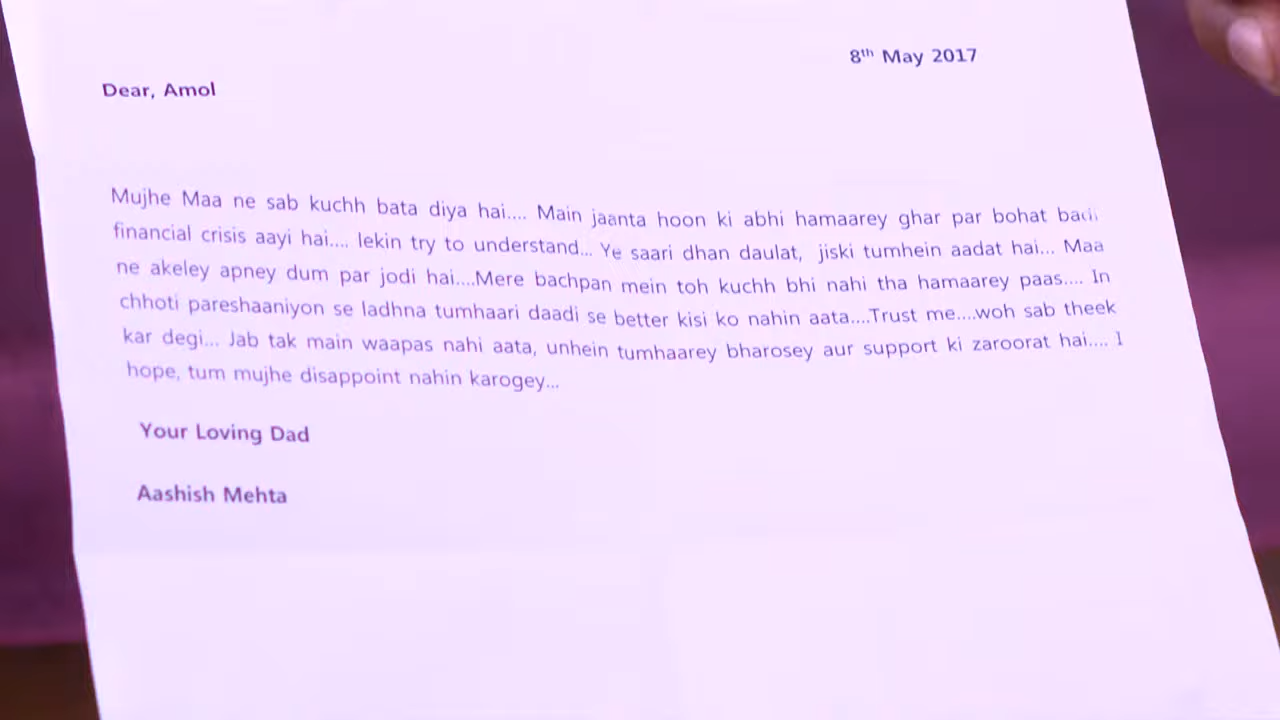 8th May 2017
Dear, Amol
Mujhe Maa ne sab kuchh bata diya hai.... Main jaanta hoon ki abhi hamaarey ghar par bohat badi
financial crisis aayi hai.... lekin try to understand... Ye saari dhan daulat, jiski tumhein aadat hai... Maa
ne akeley apney dum par jodi hai....Mere bachpan mein toh kuchh bhi nahi tha hamaarey paas.... In
chhoti pareshaaniyon se ladhna tumhaari daadi se better kisi ko nahin aata....Trust me....woh sab theek
kar degi... Jab tak main waapas nahi aata, unhein tumhaarey bharosey aur support ki zaroorat hai.... I
hope, tum mujhe disappoint nahin karogey...
Your Loving Dad
Aashish Mehta